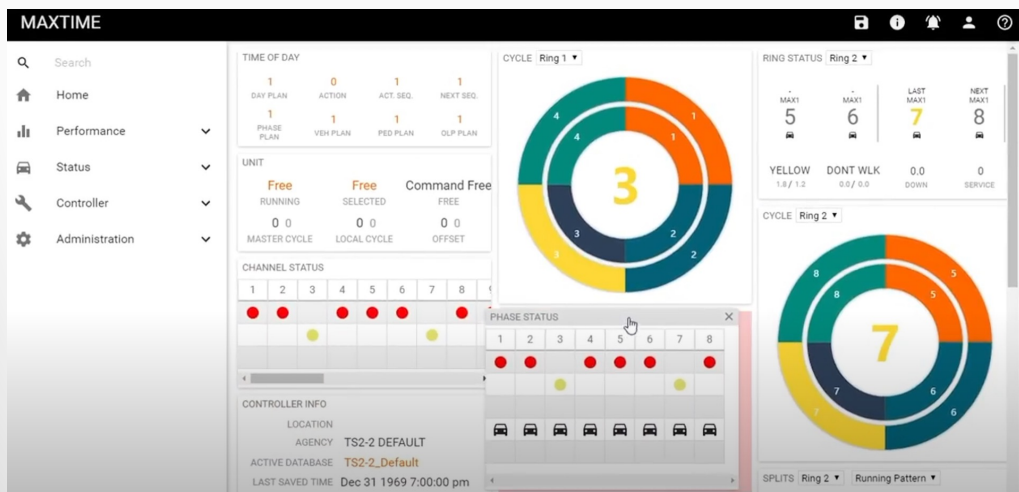 MAXTIME
Search
Home
Performance
Status
Controller
Administration
TIME OF DAY
1 0 1 1
DAY PLAN ACTION ACT. SEQ. NEXT SEQ.
1 1 1 1
PHASE PLAN VEH PLAN PED PLAN OLP PLAN
UNIT
Free Free Command Free
RUNNING SELECTED FREE
0 0 0 0 0 0
MASTER CYCLE LOCAL CYCLE OFFSET
CHANNEL STATUS
1 2 3 4 5 6 7 8
CONTROLLER INFO
LOCATION
AGENCY TS2-2 DEFAULT
ACTIVE DATABASE TS2-2_Default
LAST SAVED TIME Dec 31 1969 7:00:00 pm
CYCLE Ring 1
4 1
4 1
3
3 2
3 2
PHASE STATUS
1 2 3 4 5 6 7 8
RING STATUS Ring 2
- - LAST NEXT
MAX1 MAX1 MAX1 MAX1
5 6 7 8
YELLOW DONT WLK 0.0 0
1.8 / 1.2 0.0 / 0.0 DOWN SERVICE
CYCLE Ring 2
8 5
8 5
7
7 6
7 6
SPLITS Ring 2 Running Pattern